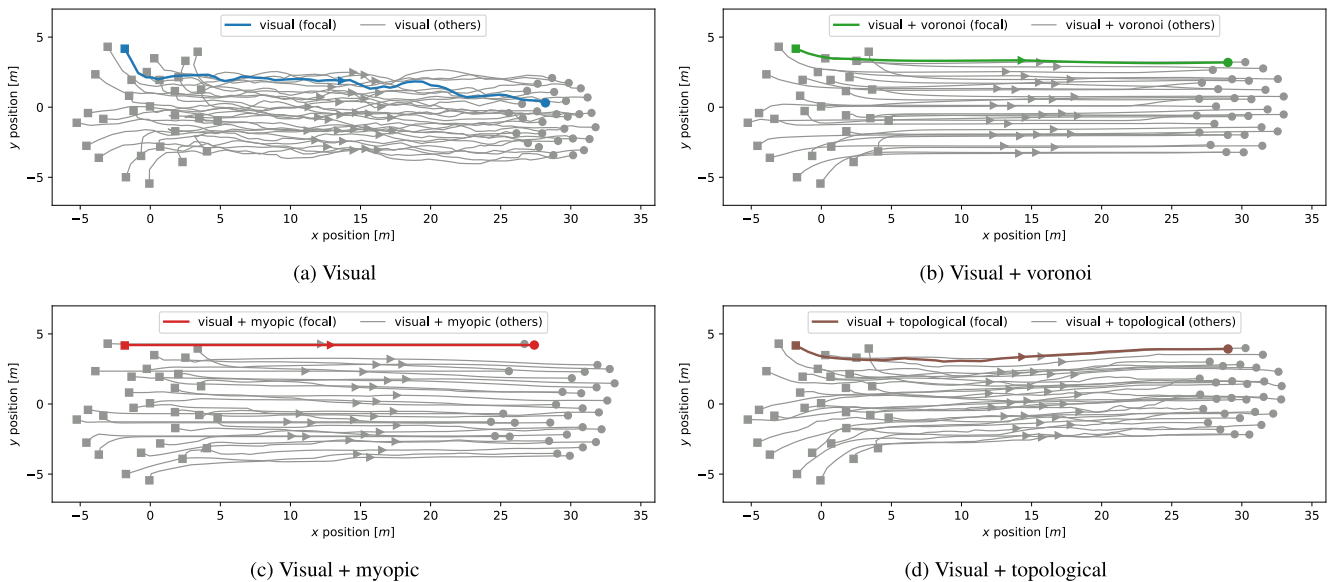 visual (focal) visual (others)
5
0
−5
y position [m]
−5 0 5 10 15 20 25 30 35
x position [m]
(a) Visual
visual + voronoi (focal) visual + voronoi (others)
5
0
−5
y position [m]
−5 0 5 10 15 20 25 30 35
x position [m]
(b) Visual + voronoi
visual + myopic (focal) visual + myopic (others)
5
0
−5
y position [m]
−5 0 5 10 15 20 25 30 35
x position [m]
(c) Visual + myopic
visual + topological (focal) visual + topological (others)
5
0
−5
y position [m]
−5 0 5 10 15 20 25 30 35
x position [m]
(d) Visual + topological